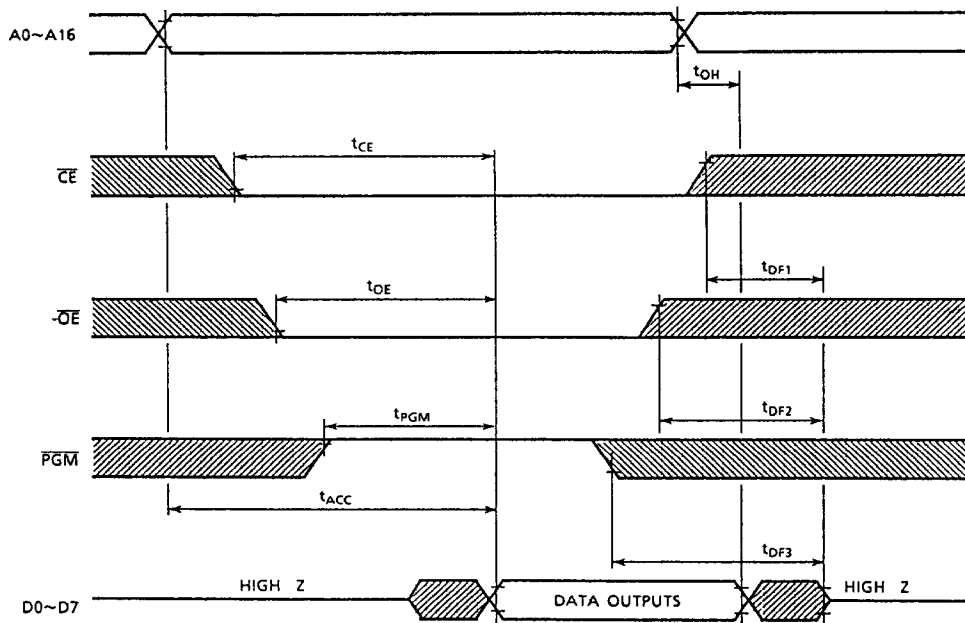 A0~A16
tOH
tCE
CE
tDF1
tOE
-OE
tPGM
tDF2
PGM
tACC
tDF3
HIGH Z
HIGH Z
D0~D7
DATA OUTPUTS